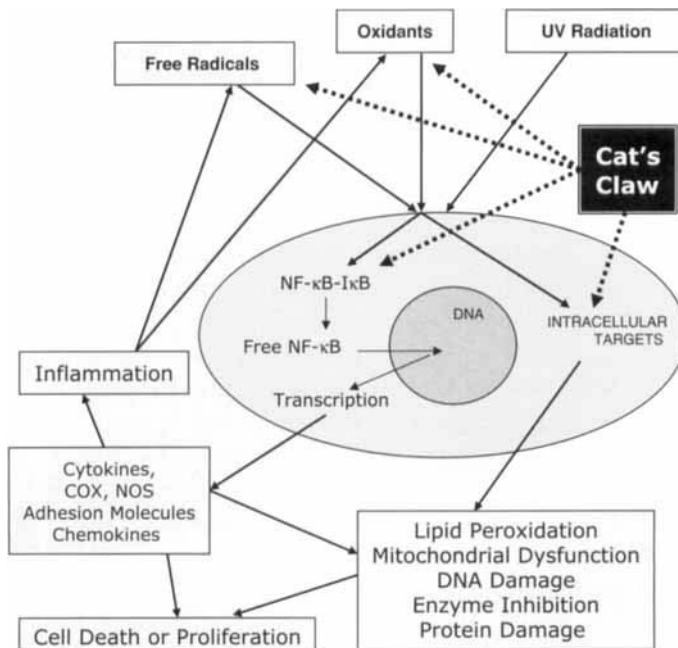 Oxidants
UV Radiation
Free Radicals
Cat's
Claw
NF-κB-IκB
DNA
INTRACELLULAR
TARGETS
Free NF-κB
Inflammation
Transcription
Cytokines,
COX, NOS
Adhesion Molecules
Chemokines
Lipid Peroxidation
Mitochondrial Dysfunction
DNA Damage
Enzyme Inhibition
Protein Damage
Cell Death or Proliferation